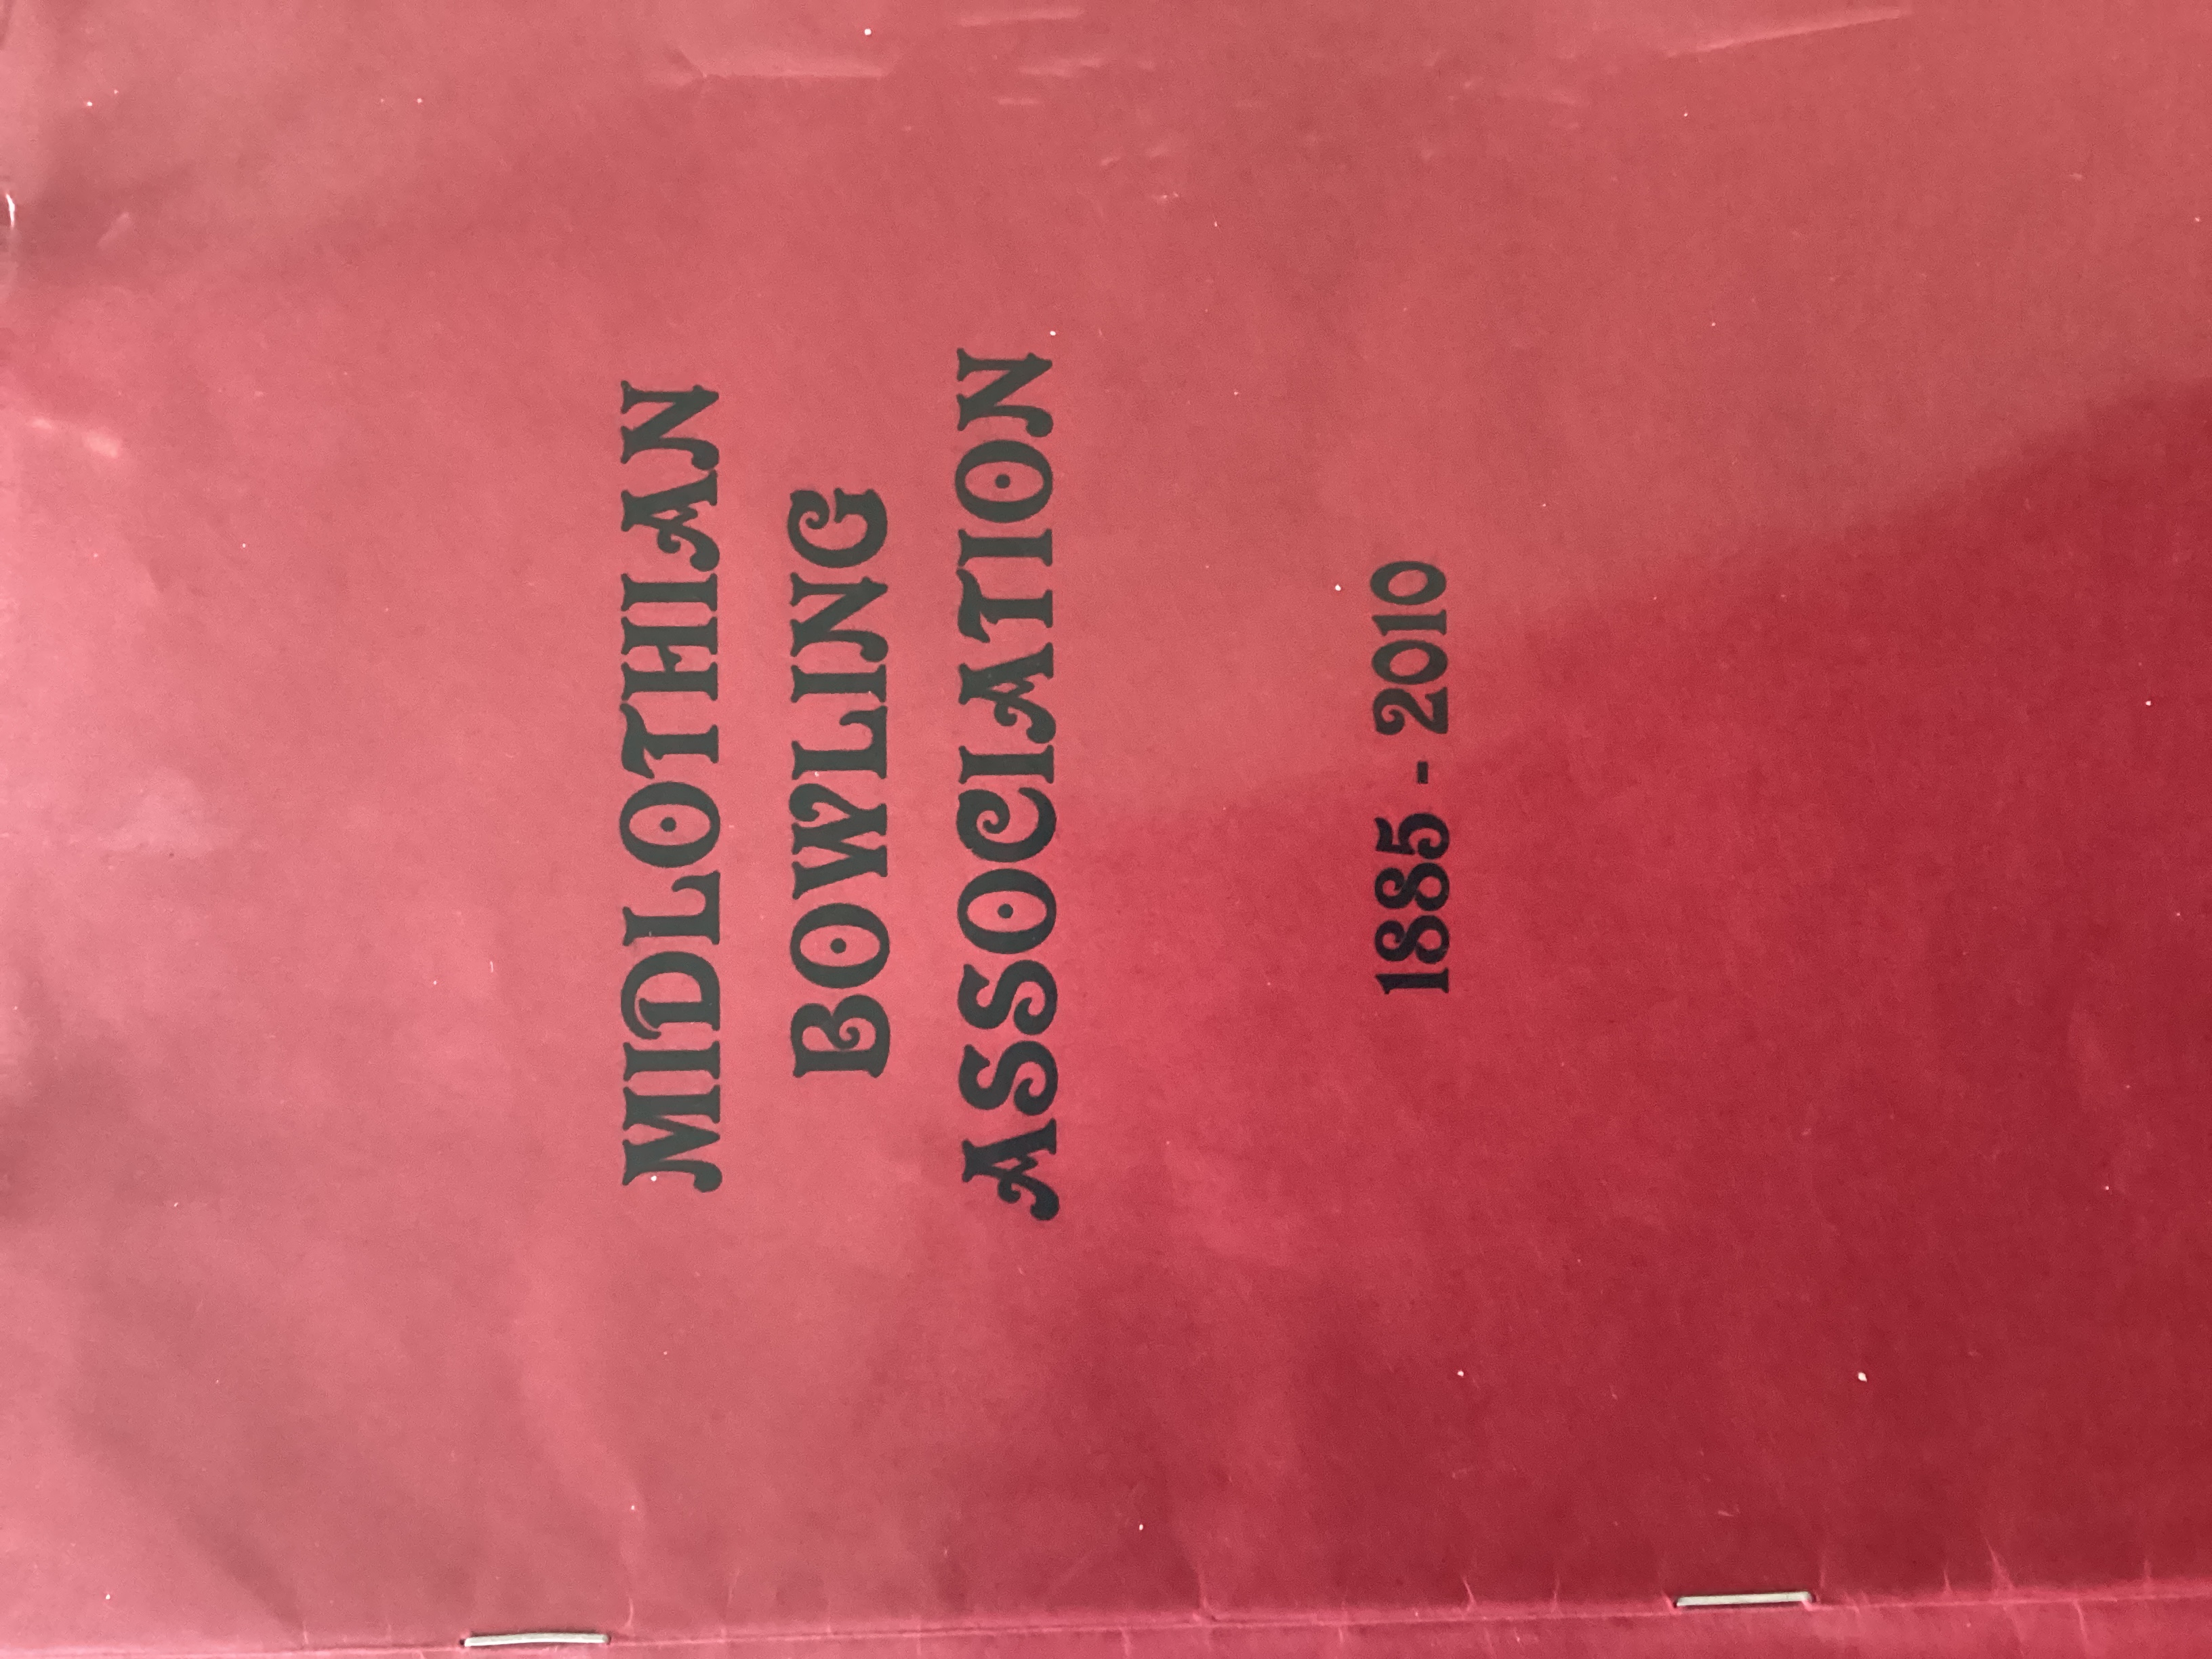 MIDLOTHIAN
BOWLING
ASSOCIATION
1885 - 2010